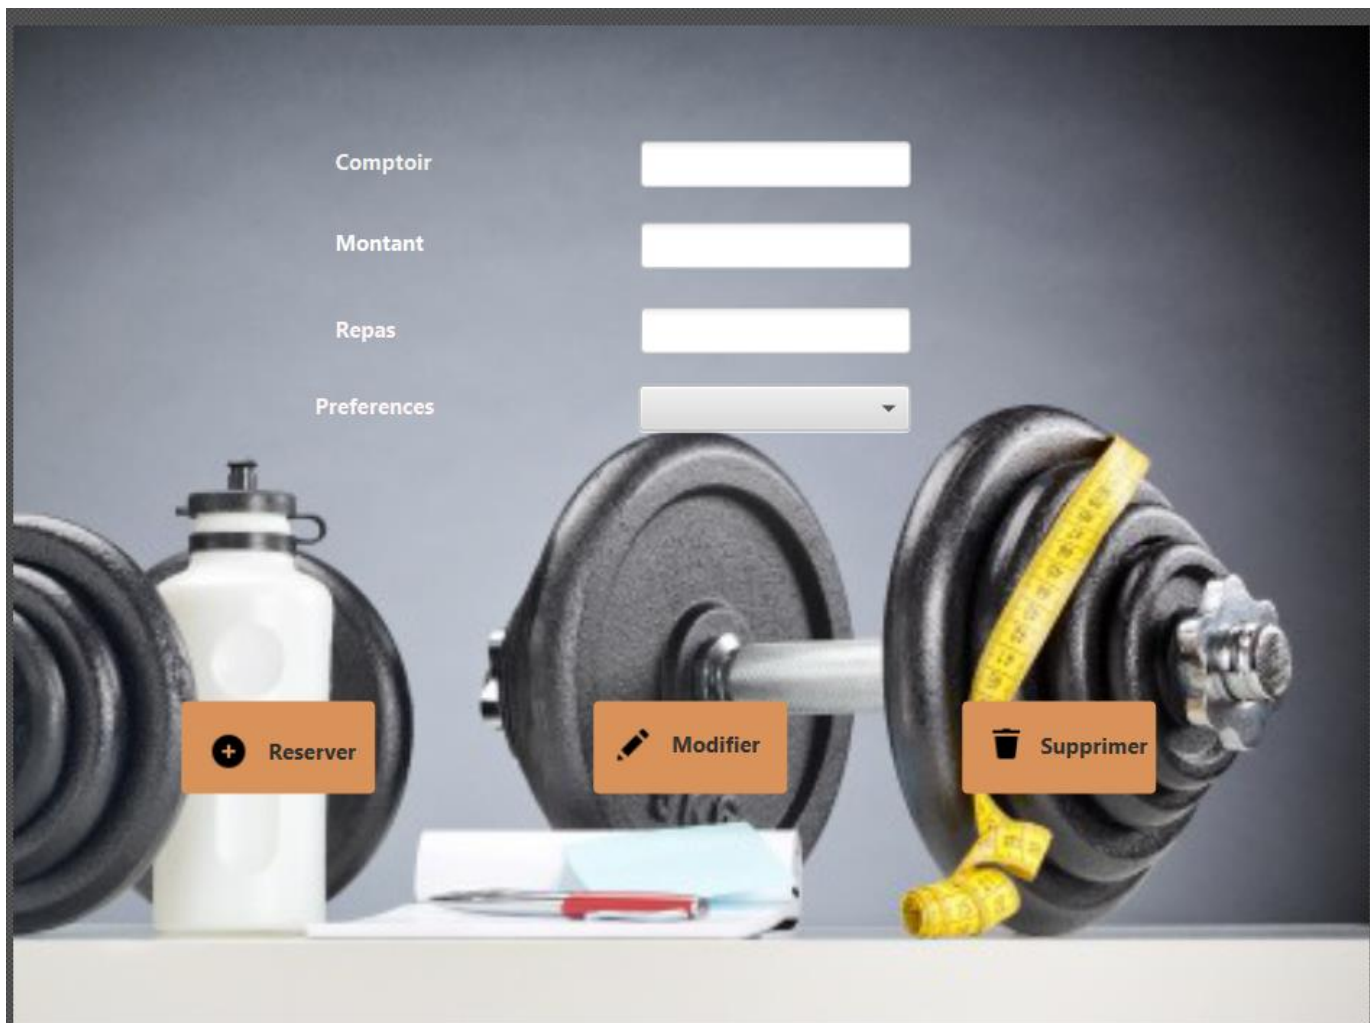 Comptoir
Montant
Repas
Preferences
Reserver
Modifier
Supprimer